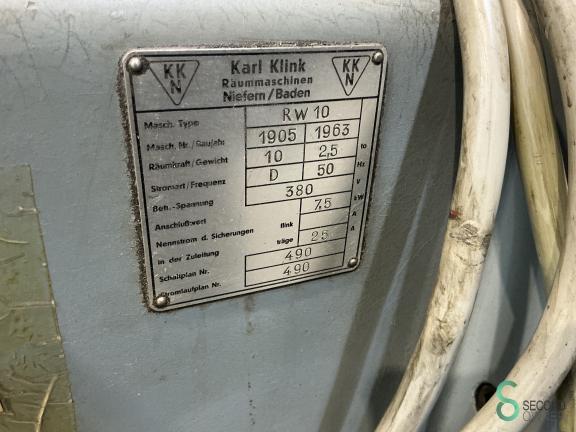 KK N Karl Klink KK N
Räummaschinen
Niefern/Baden
Masch. Type RW 10
Masch. Nr./Baujahr 1905 1963
Räumkraft/Gewicht 10 2,5 to
Stromart/Frequenz D 50 Hz
Betr.-Spannung 380 V
Anschlußwert 7,5 kW
Nennstrom d. Sicherungen flink A
in der Zuleitung träge 25 A
Schaltplan Nr. 490
Stromlaufplan Nr. 490
SECOND